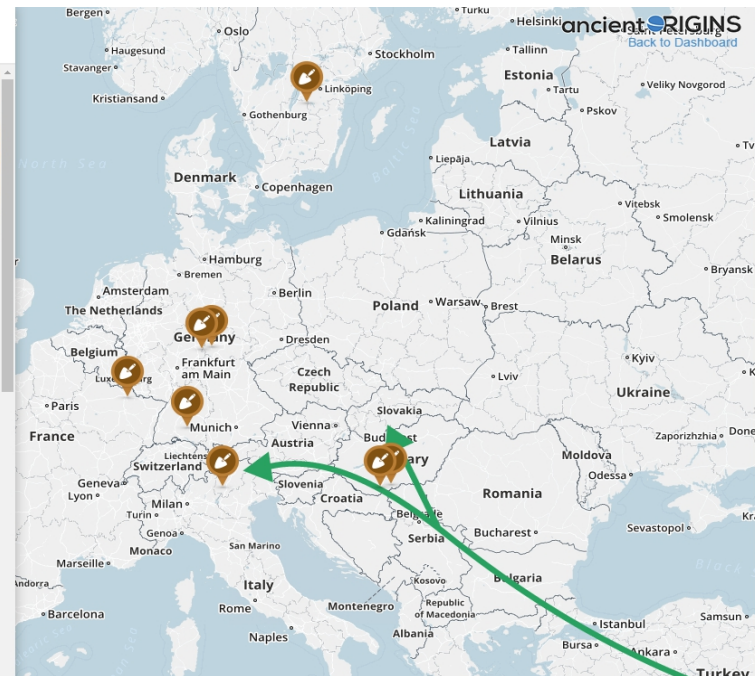 Bergen
Turku
Helsinki
Oslo
ancient ORIGINS
Back to Dashboard
Haugesund
Stockholm
Tallinn
Stavanger
Estonia
Linköping
Tartu
Veliky Novgorod
Kristiansand
Pskov
Gothenburg
Baltic Sea
Latvia
North Sea
Liepāja
Denmark
Copenhagen
Lithuania
Vitebsk
Kaliningrad
Vilnius
Smolensk
Gdańsk
Minsk
Belarus
Hamburg
Bryansk
Bremen
Amsterdam
Berlin
The Netherlands
Poland
Warsaw
Brest
Dresden
Belgium
Frankfurt
am Main
Kyiv
Czech
Republic
Lviv
Ukraine
Paris
Slovakia
Munich
Vienna
France
Austria
Zaporizhzhia
Done
Moldova
Switzerland
Odesa
Geneva
Slovenia
Lyon
Croatia
Romania
Milan
Turin
Sevastopol
Genoa
Bucharest
Serbia
San Marino
Monaco
Marseille
Black
Andorra
Italy
Kosovo
Bulgaria
Rome
Montenegro
Republic
of Macedonia
Barcelona
Istanbul
Samsun
Naples
Albania
Bursa
Ankara
Turkey